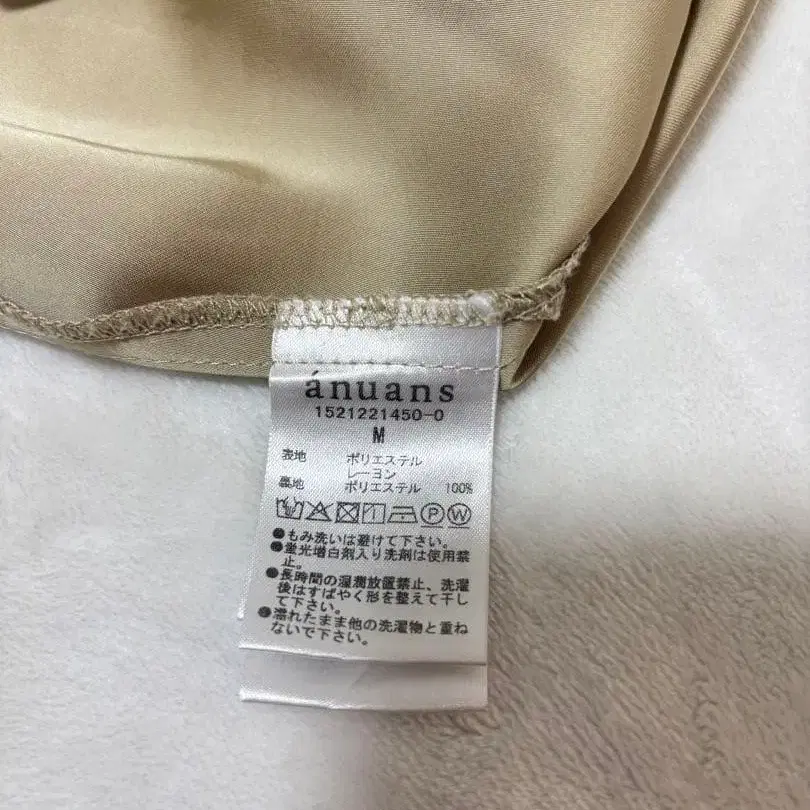 ánuans
1521221450-0
M
表地 ポリエステル
レーヨン
裏地 ポリエステル 100%
P W
●もみ洗いは避けて下さい。
●蛍光増白剤入り洗剤は使用禁
止。
●長時間の湿潤放置禁止、洗濯
後はすばやく形を整えて干し
て下さい。
●濡れたまま他の洗濯物と重ね
ないで下さい。